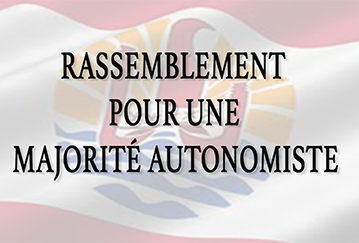 RASSEMBLEMENT
POUR UNE
MAJORITÉ AUTONOMISTE